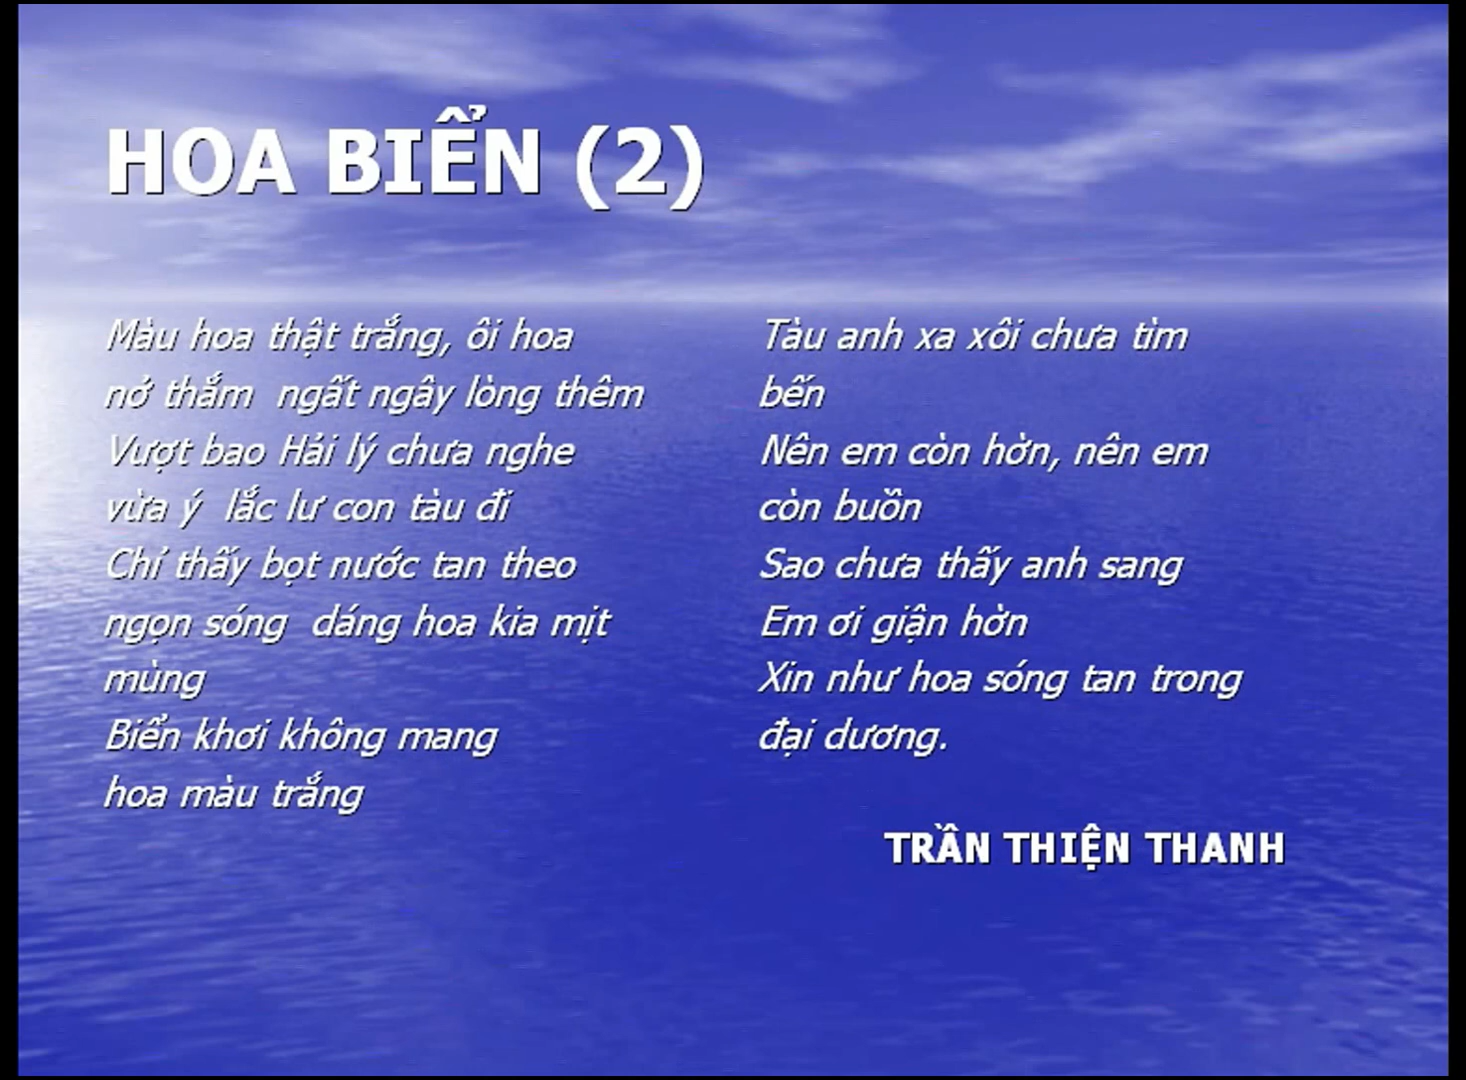 HOA BIỂN (2)
Màu hoa thật trắng, ôi hoa
nở thắm  ngất ngây lòng thêm
Vượt bao Hải lý chưa nghe
vừa ý  lắc lư con tàu đi
Chỉ thấy bọt nước tan theo
ngọn sóng  dáng hoa kia mịt
mùng
Biển khơi không mang
hoa màu trắng
Tàu anh xa xôi chưa tìm
bến
Nên em còn hờn, nên em
còn buồn
Sao chưa thấy anh sang
Em ơi giận hờn
Xin như hoa sóng tan trong
đại dương.
TRẦN THIỆN THANH